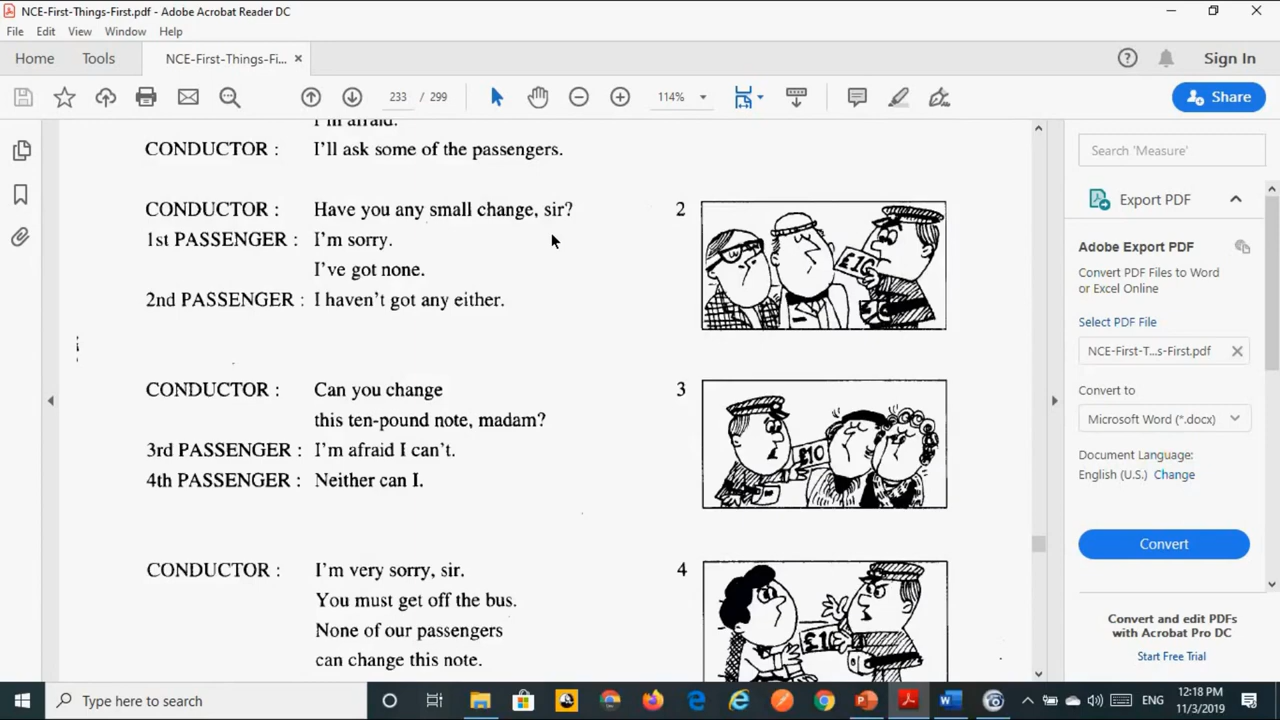 NCE-First-Things-First.pdf - Adobe Acrobat Reader DC
File Edit View Window Help
Home Tools NCE-First-Things-Fi... ×
? Sign In
233 / 299 114% Share
I'm afraid.
CONDUCTOR : I'll ask some of the passengers.
CONDUCTOR : Have you any small change, sir? 2
1st PASSENGER : I'm sorry.
I've got none.
2nd PASSENGER : I haven't got any either.
£10
CONDUCTOR : Can you change 3
this ten-pound note, madam?
3rd PASSENGER : I'm afraid I can't.
4th PASSENGER : Neither can I.
£10
CONDUCTOR : I'm very sorry, sir. 4
You must get off the bus.
None of our passengers
can change this note.
£10
Search 'Measure'
Export PDF
Adobe Export PDF
Convert PDF Files to Word
or Excel Online
Select PDF File
NCE-First-T...s-First.pdf ×
Convert to
Microsoft Word (*.docx)
Document Language:
English (U.S.) Change
Convert
Convert and edit PDFs
with Acrobat Pro DC
Start Free Trial
Type here to search
ENG
12:18 PM
11/3/2019